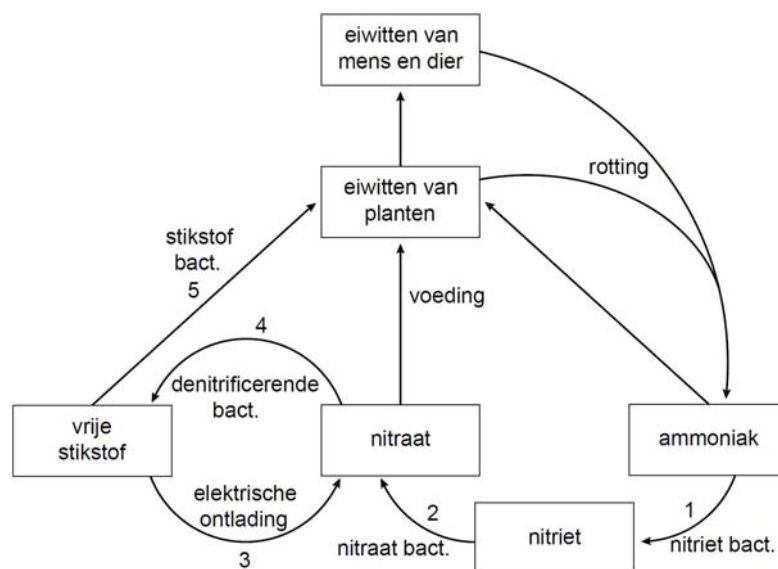 eiwitten van
mens en dier
rotting
eiwitten van
planten
stikstof
bact.
5
voeding
4
denitrificerende
bact.
vrije
stikstof
nitraat
ammoniak
elektrische
ontlading
3
2
nitraat bact.
nitriet
1
nitriet bact.